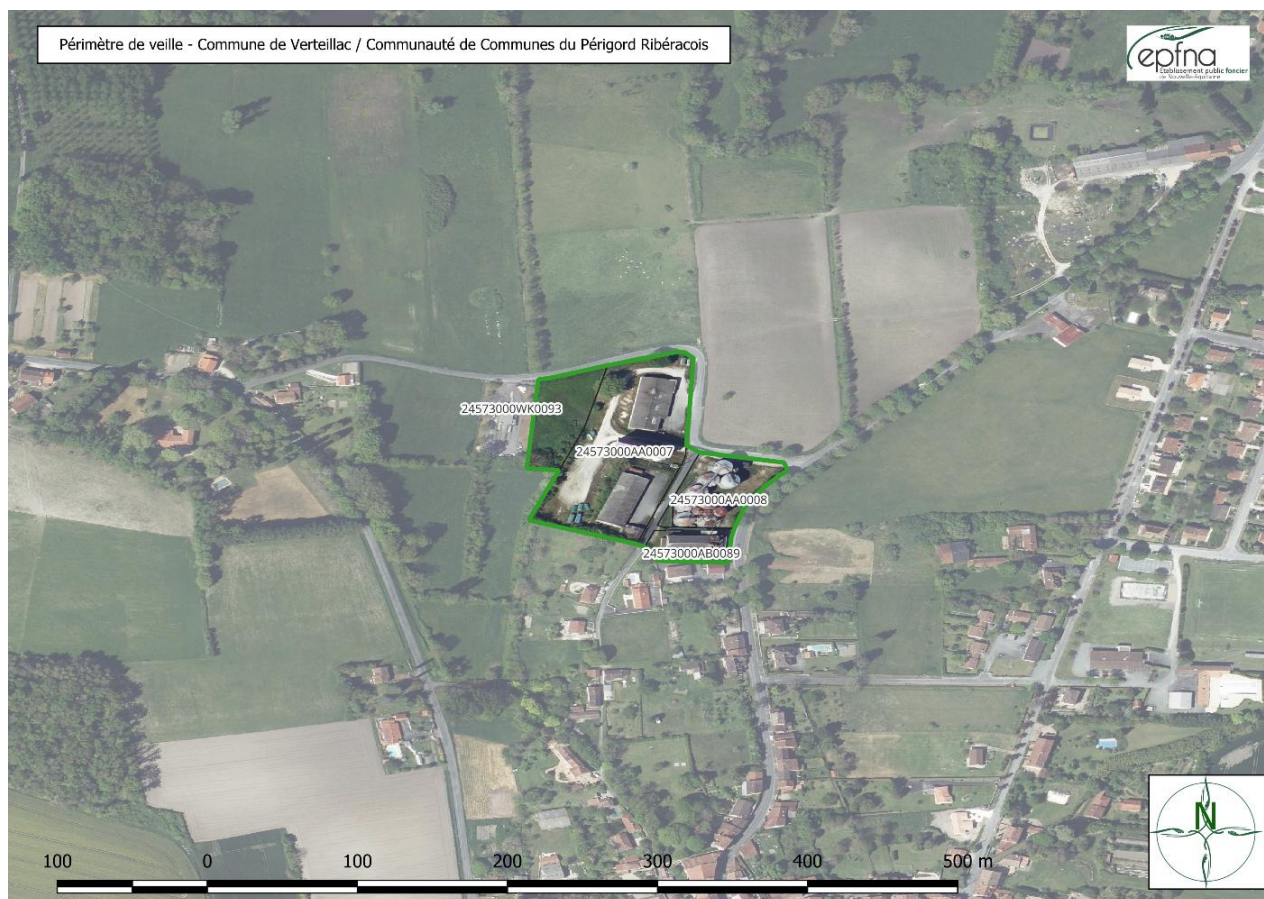 Périmètre de veille - Commune de Verteillac / Communauté de Communes du Périgord Ribéracois
epfna
Établissement public foncier
de Nouvelle-Aquitaine
24573000WK0093
24573000AA0007
24573000AA0008
24573000AB0089
N
100 0 100 200 300 400 500 m